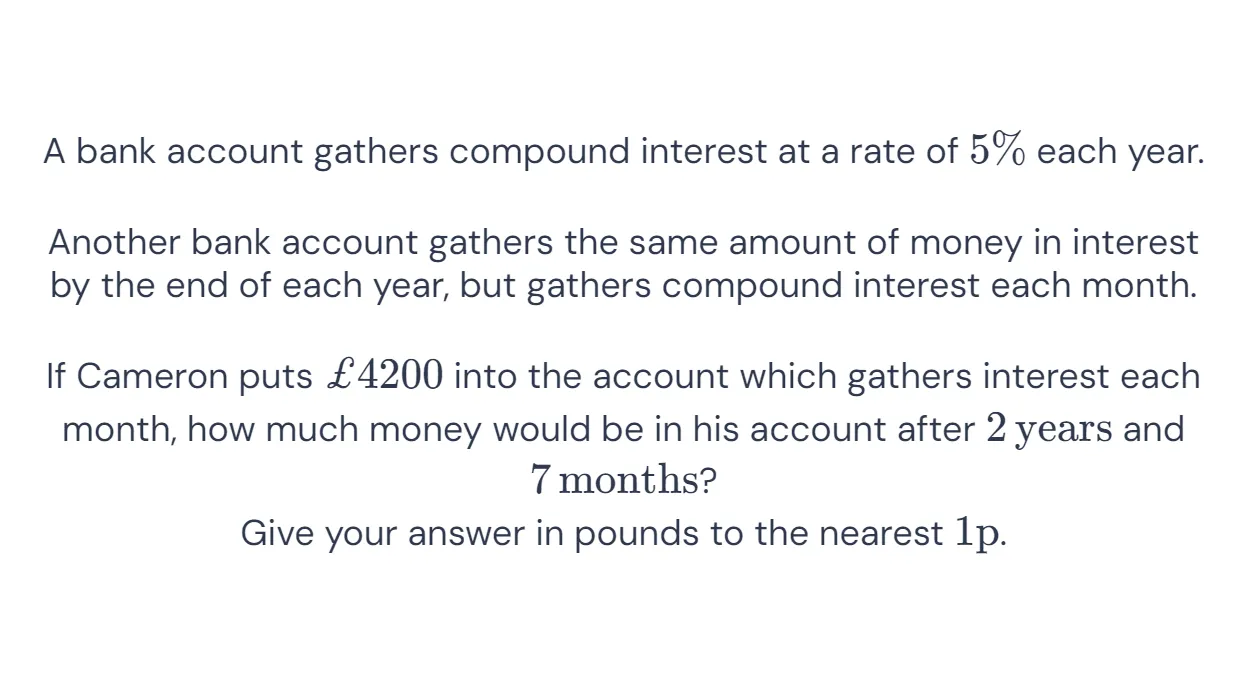 A bank account gathers compound interest at a rate of 5% each year.
Another bank account gathers the same amount of money in interest
by the end of each year, but gathers compound interest each month.
If Cameron puts £4200 into the account which gathers interest each
month, how much money would be in his account after 2 years and
7 months?
Give your answer in pounds to the nearest 1p.